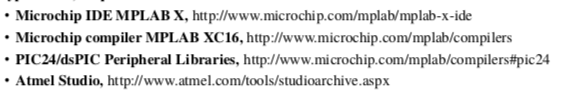 • Microchip IDE MPLAB X, http://www.microchip.com/mplab/mplab-x-ide
• Microchip compiler MPLAB XC16, http://www.microchip.com/mplab/compilers
• PIC24/dsPIC Peripheral Libraries, http://www.microchip.com/mplab/compilers#pic24
• Atmel Studio, http://www.atmel.com/tools/studioarchive.aspx